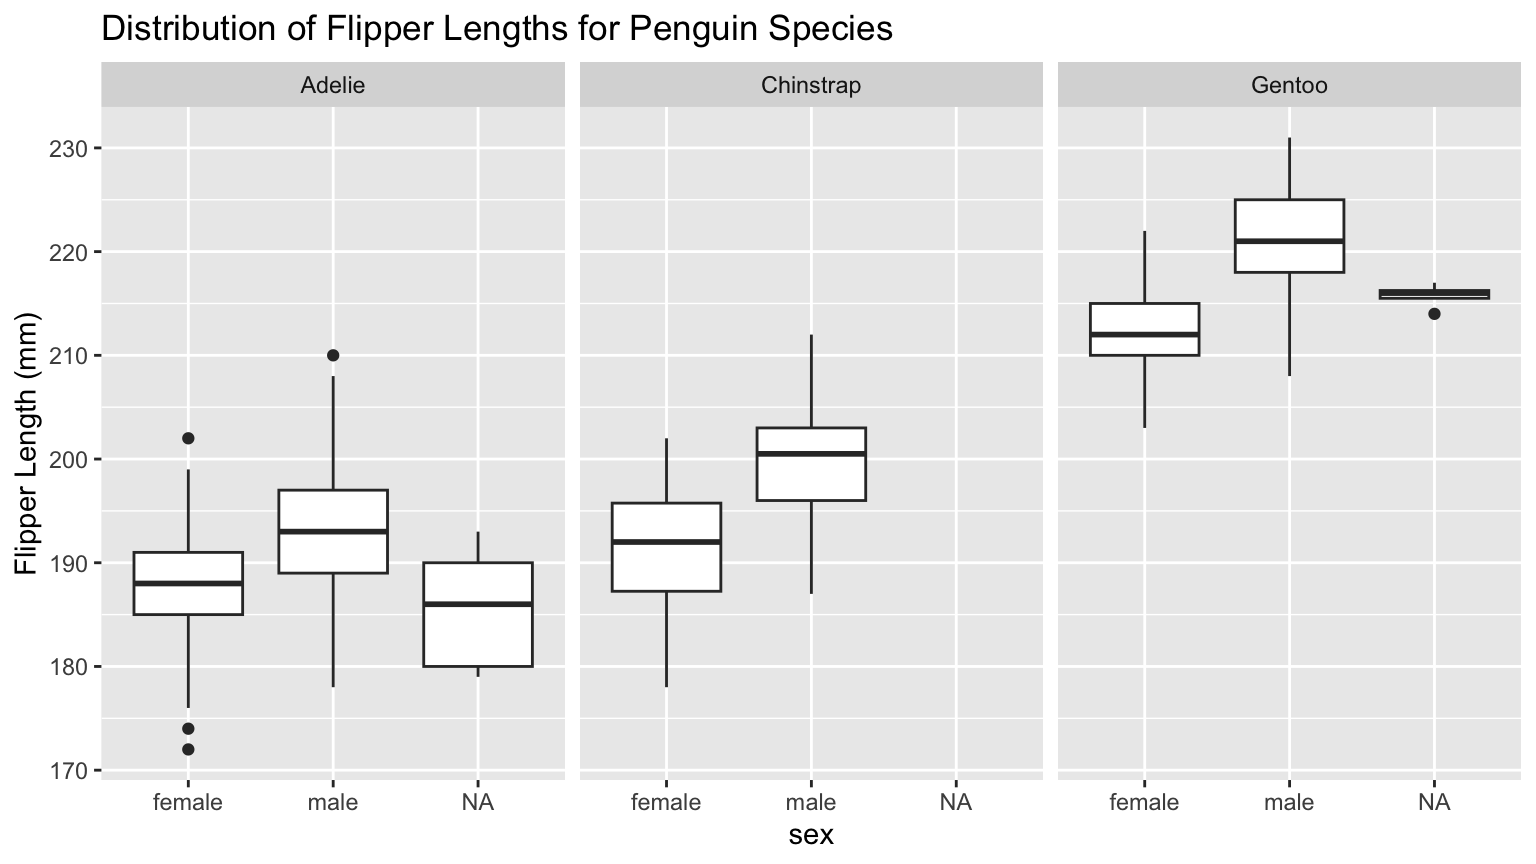 Distribution of Flipper Lengths for Penguin Species
Adelie
Chinstrap
Gentoo
Flipper Length (mm)
230
220
210
200
190
180
170
female male NA
female male NA
female male NA
sex